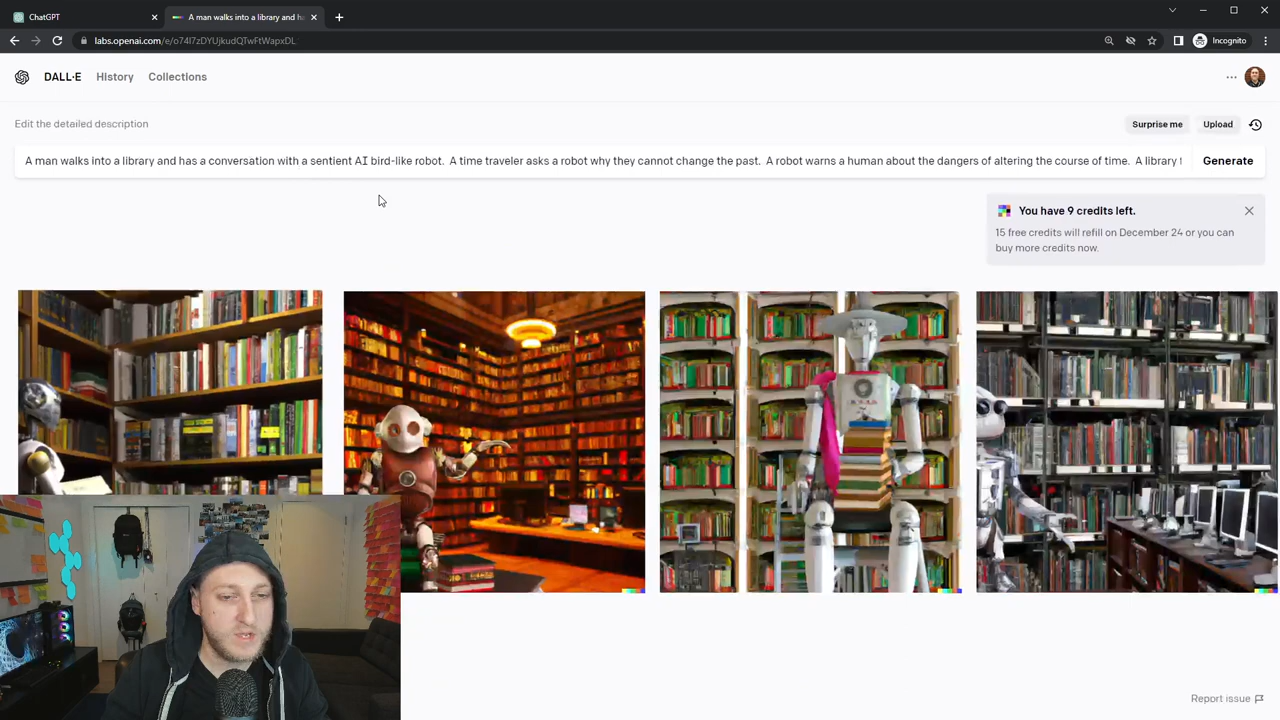 ChatGPT
A man walks into a library and ha
labs.openai.com/e/o74l7zDYUjkudQTwFtWapxDL
Incognito
DALL·E
History
Collections
Edit the detailed description
Surprise me
Upload
A man walks into a library and has a conversation with a sentient AI bird-like robot. A time traveler asks a robot why they cannot change the past. A robot warns a human about the dangers of altering the course of time. A library
Generate
You have 9 credits left.
15 free credits will refill on December 24 or you can
buy more credits now.
Report issue